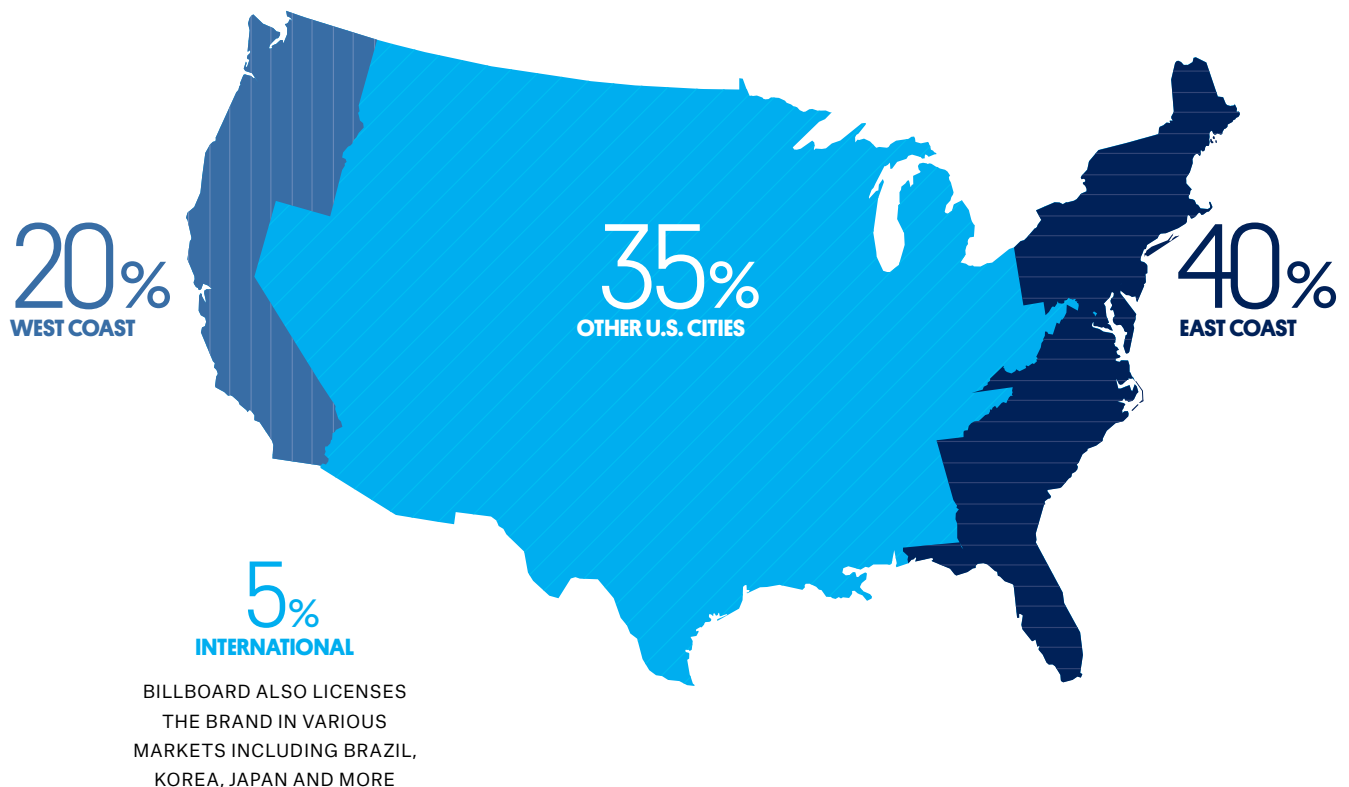 20%
WEST COAST
35%
OTHER U.S. CITIES
40%
EAST COAST
5%
INTERNATIONAL
BILLBOARD ALSO LICENSES
THE BRAND IN VARIOUS
MARKETS INCLUDING BRAZIL,
KOREA, JAPAN AND MORE